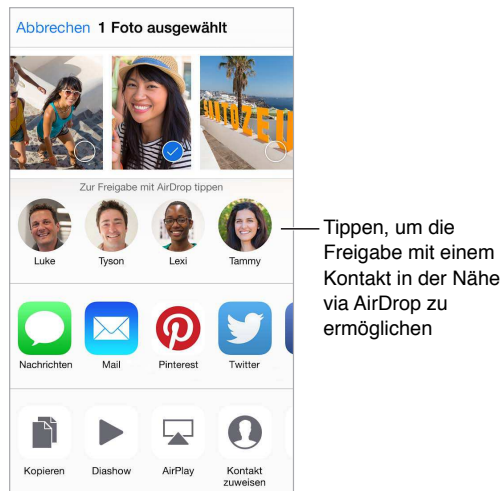 Abbrechen 1 Foto ausgewählt
Zur Freigabe mit AirDrop tippen
Luke Tyson Lexi Tammy
Tippen, um die
Freigabe mit einem
Kontakt in der Nähe
via AirDrop zu
ermöglichen
Nachrichten Mail Pinterest Twitter
Kopieren Diashow AirPlay Kontakt
zuweisen